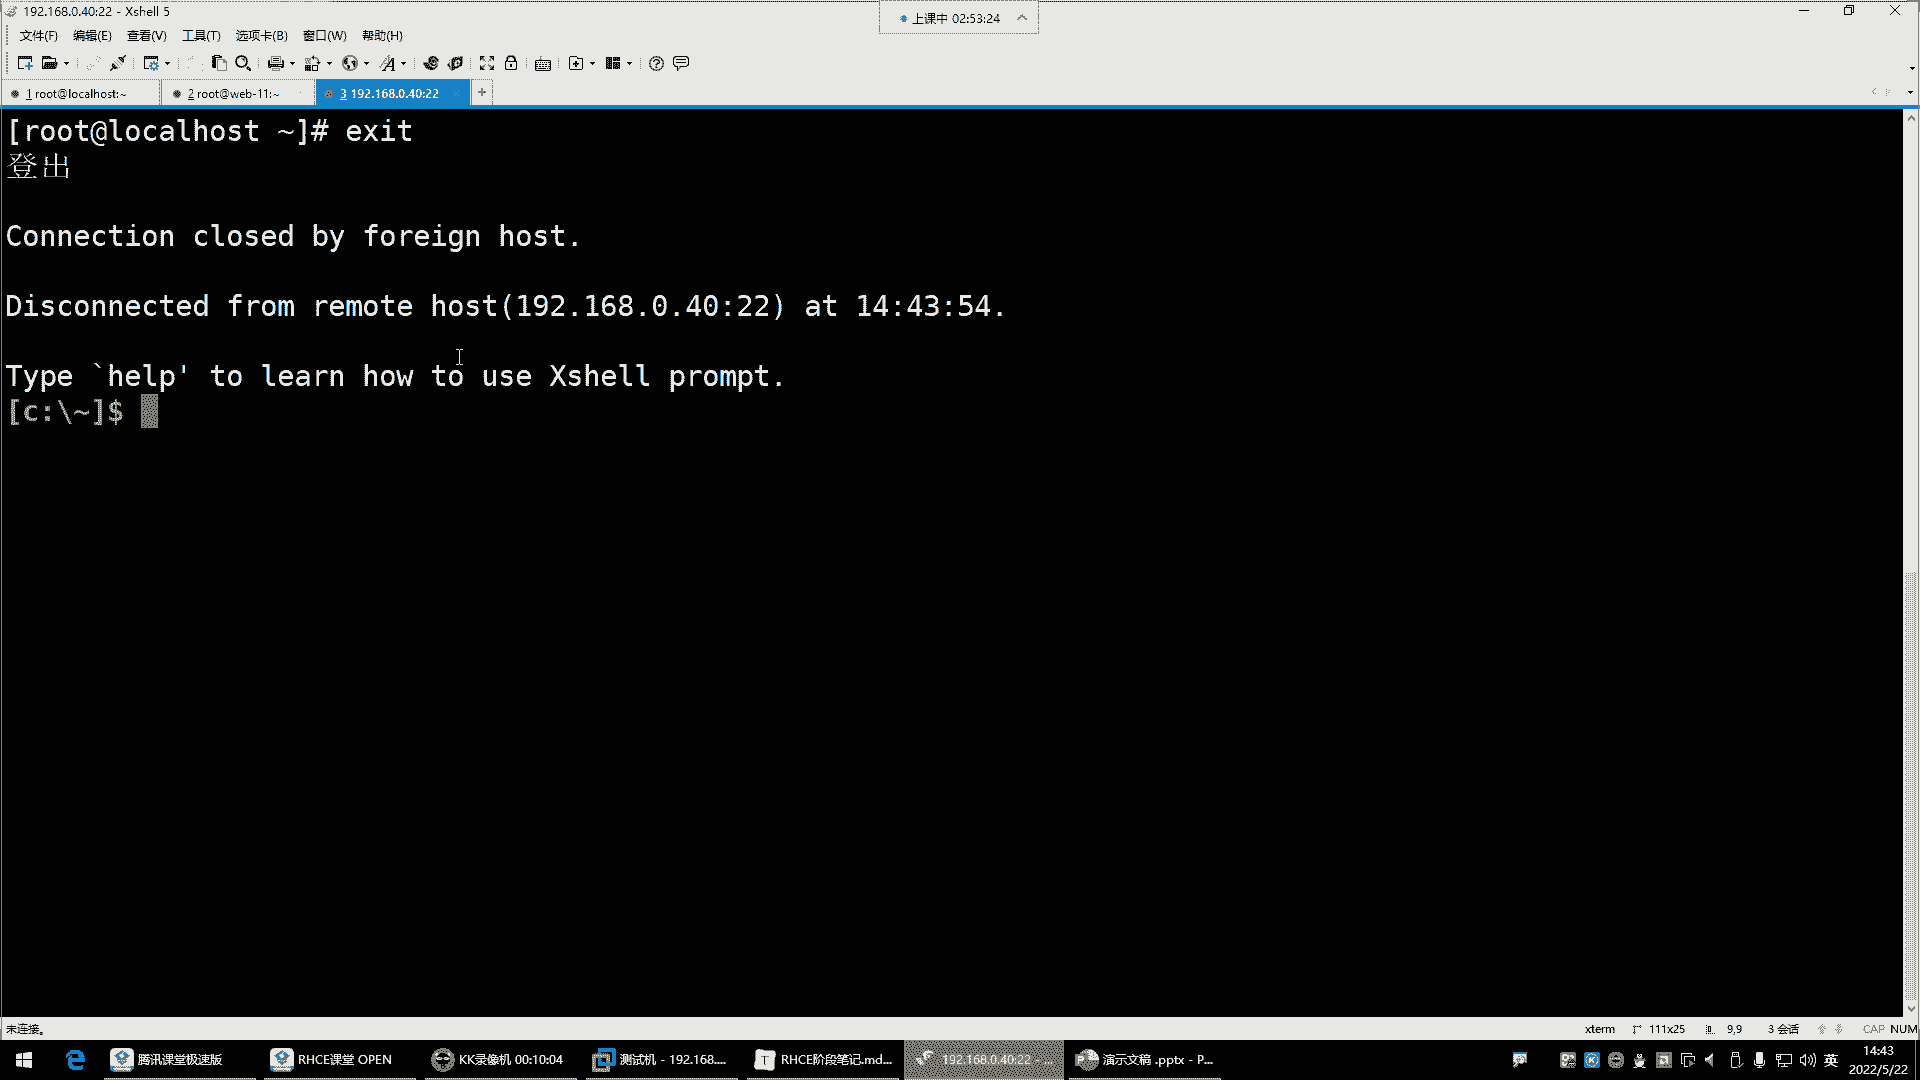 192.168.0.40:22 - Xshell 5
上课中 02:53:24
文件(F) 编辑(E) 查看(V) 工具(T) 选项卡(B) 窗口(W) 帮助(H)
1 root@localhost:~ 2 root@web-11:~ 3 192.168.0.40:22 +
[root@localhost ~]# exit
登出
Connection closed by foreign host.
Disconnected from remote host(192.168.0.40:22) at 14:43:54.
Type `help' to learn how to use Xshell prompt.
[c:\~]$
未连接。 xterm 111x25 9,9 3 会话 CAP NUM
腾讯课堂极速版 RHCE课堂 OPEN KK录像机 00:10:04 测试机 - 192.168.... RHCE阶段笔记.md... 192.168.0.40:22 - ... 演示文稿 .pptx - P... 英 14:43
2022/5/22